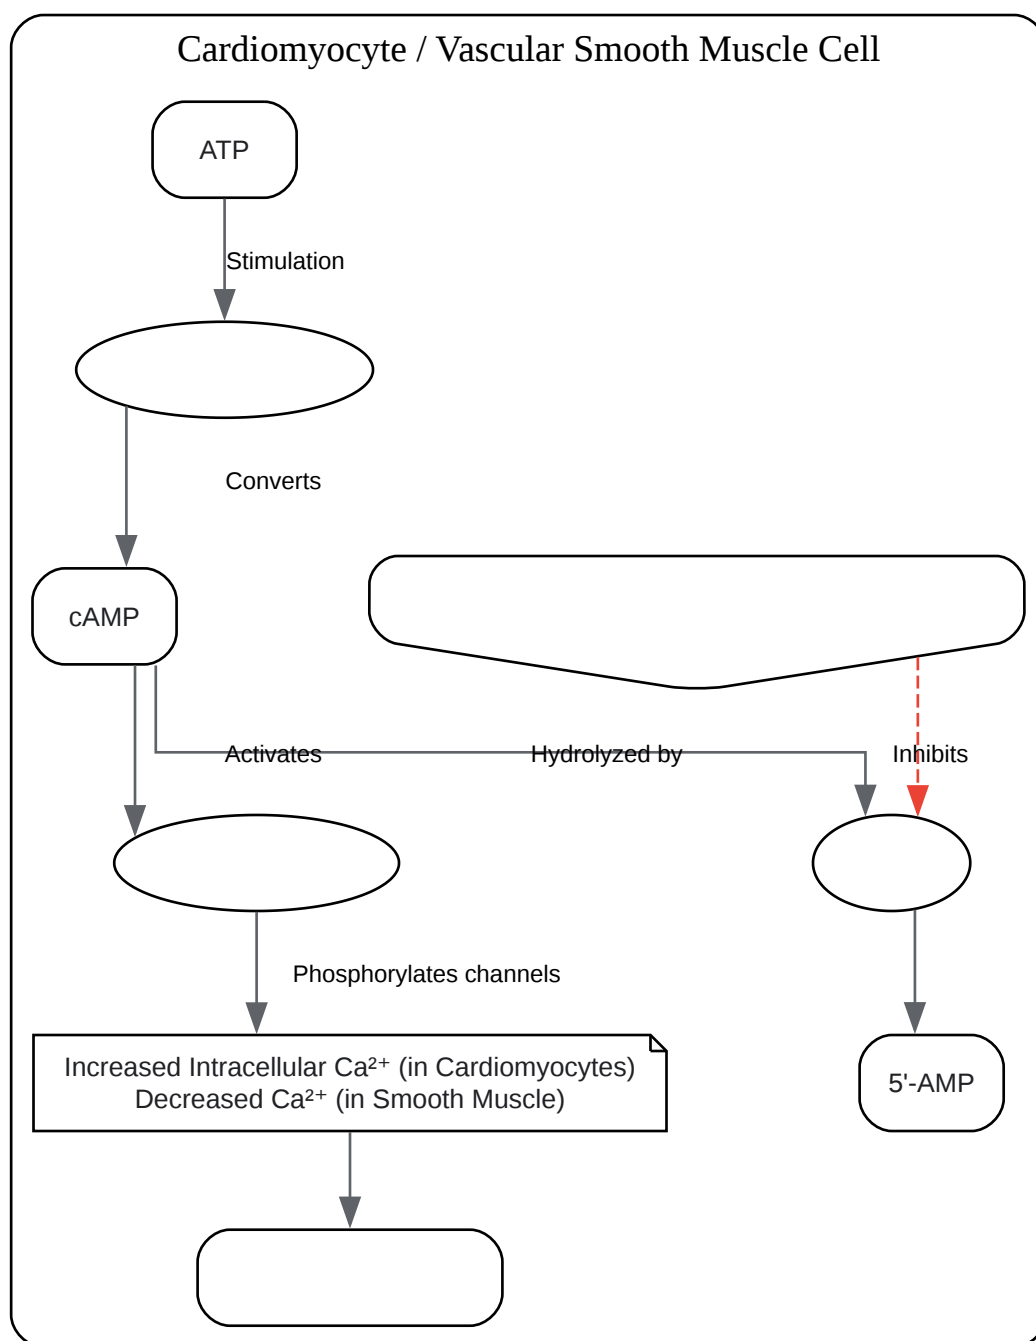 Cardiomyocyte / Vascular Smooth Muscle Cell
ATP
Stimulation
Converts
cAMP
Activates
Hydrolyzed by
Inhibits
Phosphorylates channels
Increased Intracellular Ca²⁺ (in Cardiomyocytes)
Decreased Ca²⁺ (in Smooth Muscle)
5'-AMP